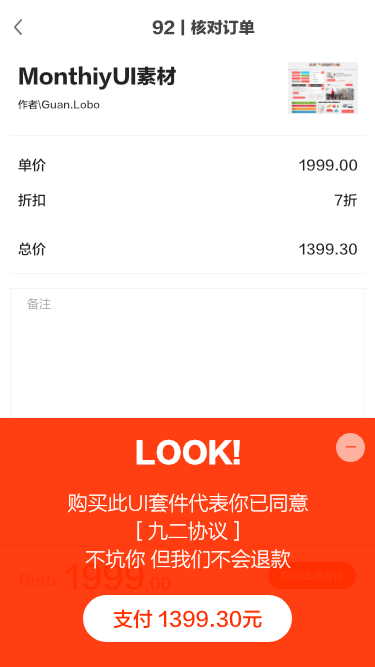 92 | 核对订单
MonthiyUI素材
作者\Guan.Lobo
单价 1999.00
折扣 7折
总价 1399.30
备注
LOOK!
购买此UI套件代表你已同意
[ 九二协议 ]
不坑你 但我们不会退款
Rmb 1999.00
支付 1399.30元